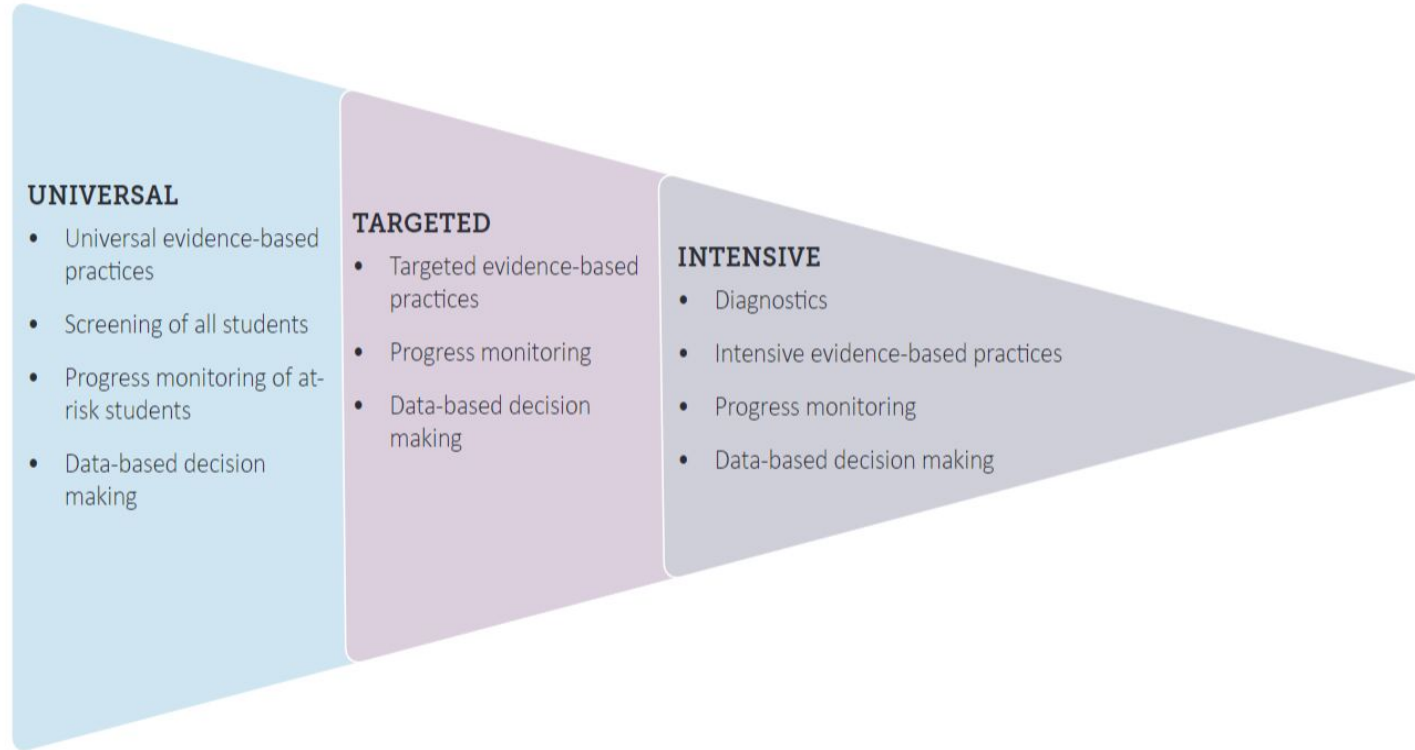 UNIVERSAL
• Universal evidence-based
practices
• Screening of all students
• Progress monitoring of at-
risk students
• Data-based decision
making
TARGETED
• Targeted evidence-based
practices
• Progress monitoring
• Data-based decision
making
INTENSIVE
• Diagnostics
• Intensive evidence-based practices
• Progress monitoring
• Data-based decision making